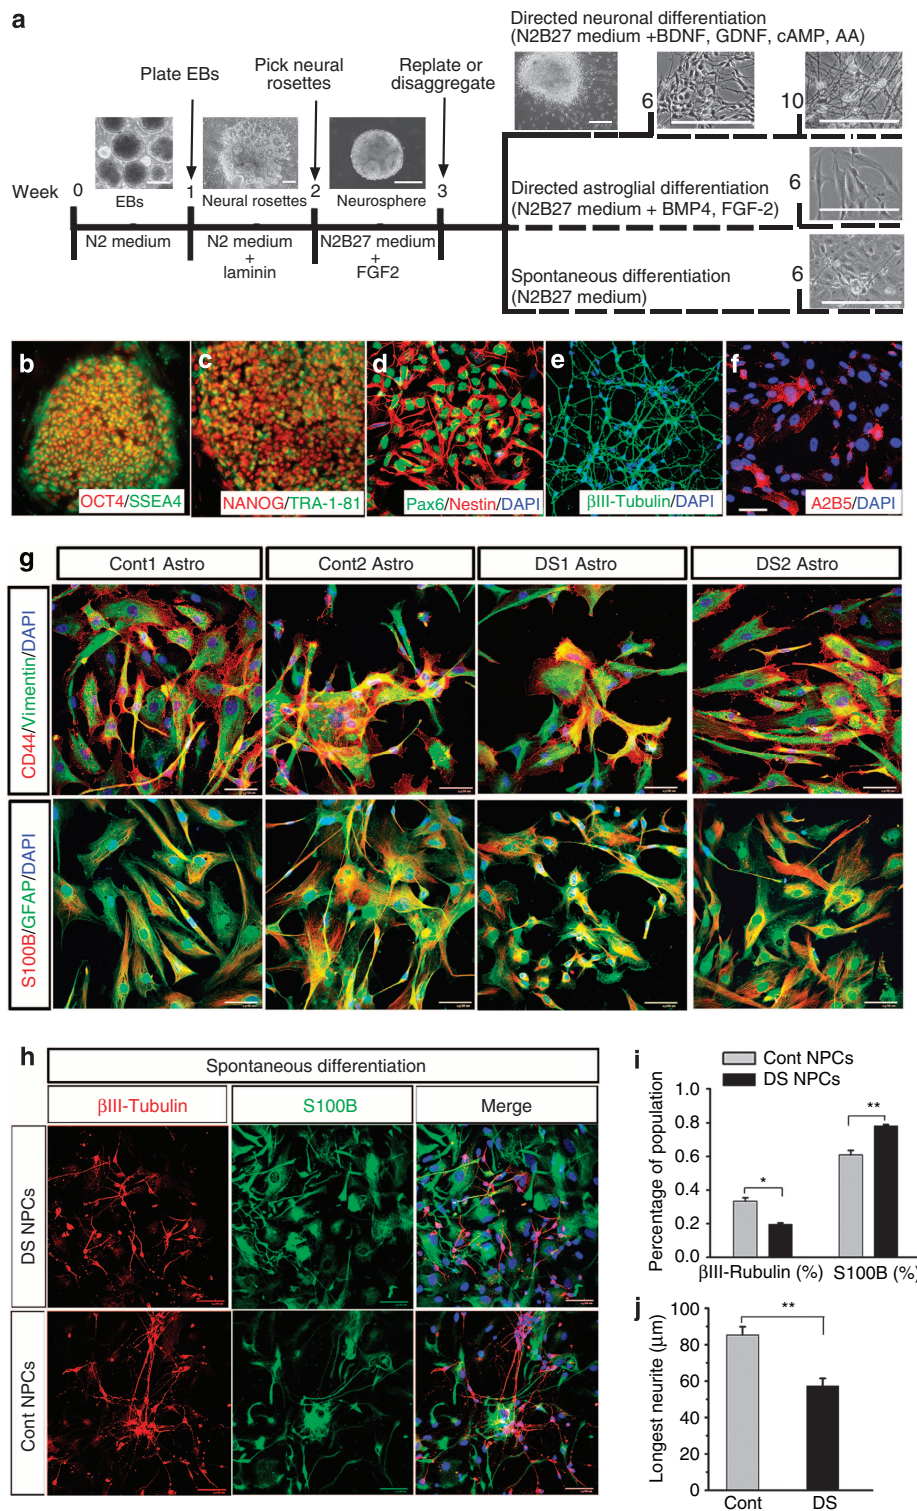 a
Directed neuronal differentiation
(N2B27 medium +BDNF, GDNF, cAMP, AA)
Plate EBs
Pick neural
rosettes
Replate or
disaggregate
6
10
Week
0
1
2
3
EBs
Neural rosettes
Neurosphere
N2 medium
N2 medium
+
laminin
N2B27 medium
+
FGF2
Directed astroglial differentiation
(N2B27 medium + BMP4, FGF-2)
6
Spontaneous differentiation
(N2B27 medium)
6
b
OCT4/SSEA4
c
NANOG/TRA-1-81
d
Pax6/Nestin/DAPI
e
βIII-Tubulin/DAPI
f
A2B5/DAPI
g
Cont1 Astro
Cont2 Astro
DS1 Astro
DS2 Astro
CD44/Vimentin/DAPI
S100B/GFAP/DAPI
h
Spontaneous differentiation
βIII-Tubulin
S100B
Merge
DS NPCs
Cont NPCs
i
Cont NPCs
DS NPCs
Percentage of population
1.0
0.8
0.6
0.4
0.2
0.0
*
**
βIII-Rubulin (%)
S100B (%)
j
Longest neurite (μm)
100
80
60
40
20
0
**
Cont
DS